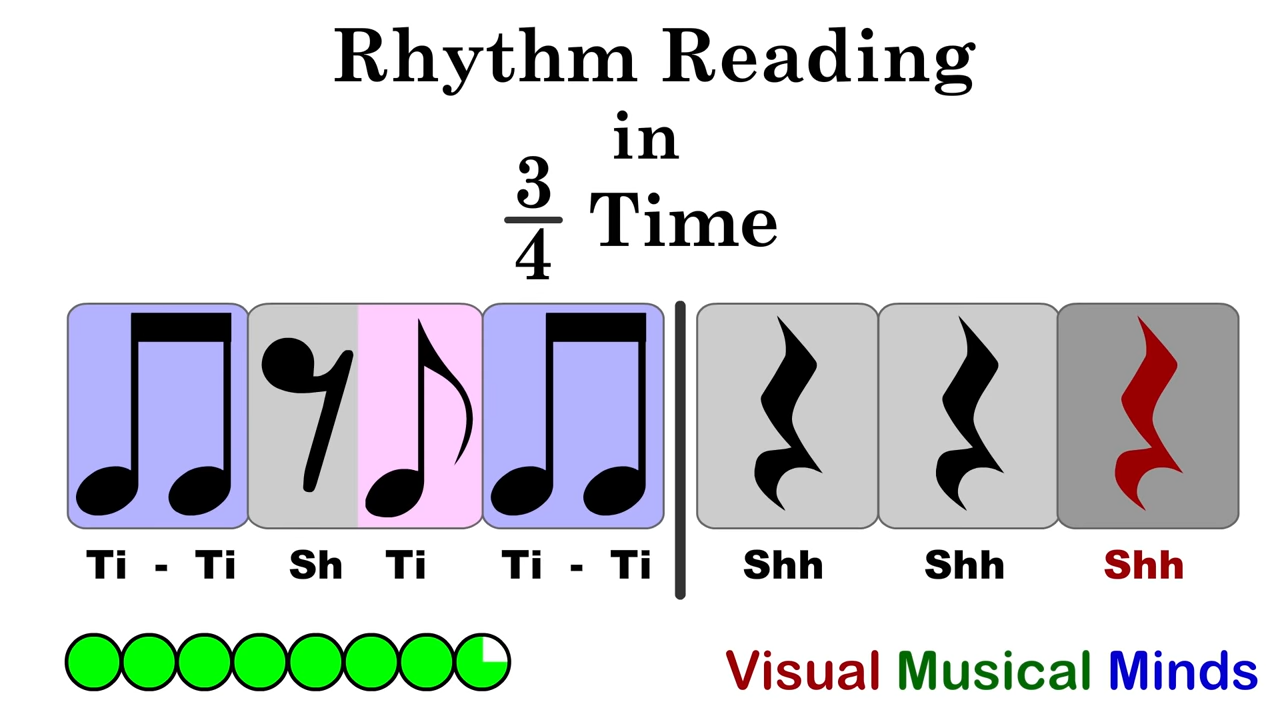 Rhythm Reading
in
3
4 Time
Ti - Ti Sh Ti Ti - Ti Shh Shh Shh
Visual Musical Minds